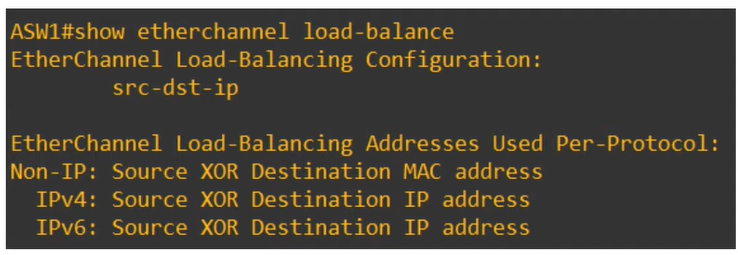 ASW1#show etherchannel load-balance
EtherChannel Load-Balancing Configuration:
src-dst-ip
EtherChannel Load-Balancing Addresses Used Per-Protocol:
Non-IP: Source XOR Destination MAC address
IPv4: Source XOR Destination IP address
IPv6: Source XOR Destination IP address